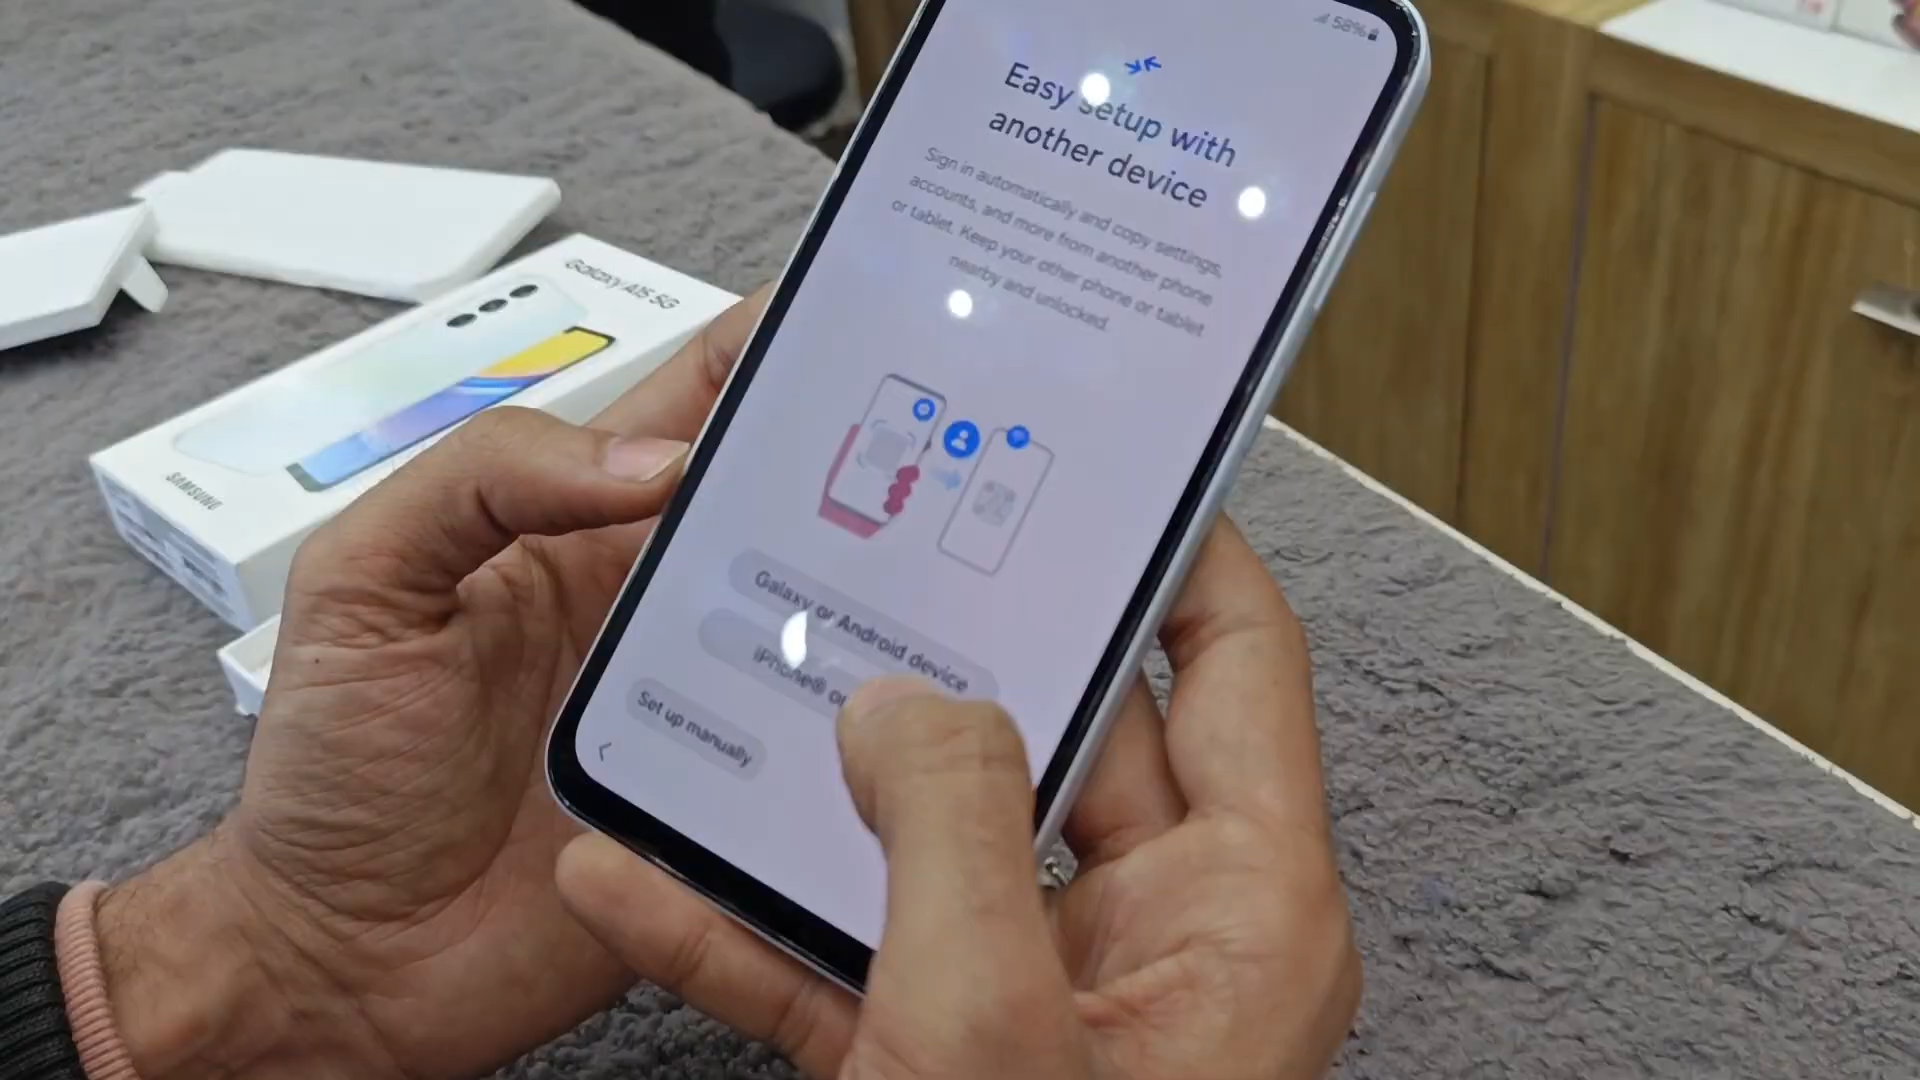 58%
Easy setup with
another device
Sign in automatically and copy settings,
accounts, and more from another phone
or tablet. Keep your other phone or tablet
nearby and unlocked.
Galaxy or Android device
iPhone® or
Set up manually
Galaxy A15 5G
SAMSUNG